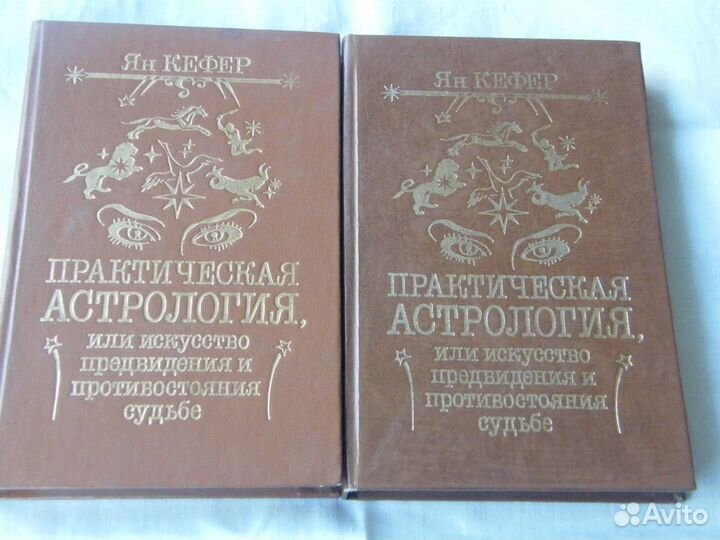 Ян КЕФЕР
ПРАКТИЧЕСКАЯ
АСТРОЛОГИЯ,
или искусство
предвидения и
противостояния
судьбе
Ян КЕФЕР
ПРАКТИЧЕСКАЯ
АСТРОЛОГИЯ,
или искусство
предвидения и
противостояния
судьбе
Avito